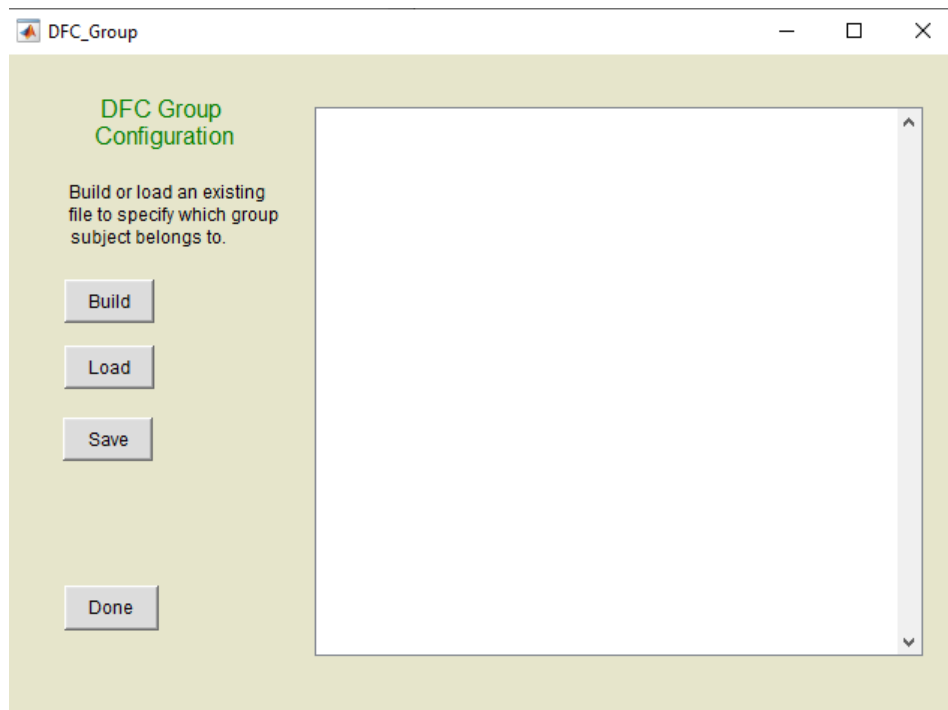 DFC_Group
DFC Group
Configuration
Build or load an existing
file to specify which group
subject belongs to.
Build
Load
Save
Done